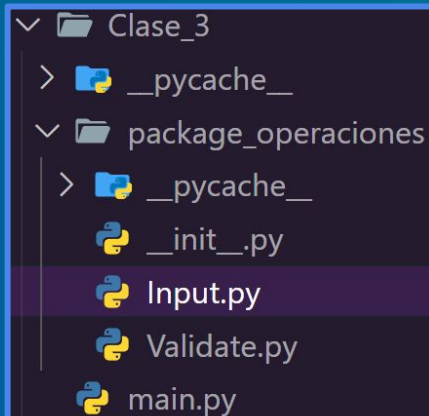 Clase_3
__pycache__
package_operaciones
__pycache__
__init__.py
Input.py
Validate.py
main.py